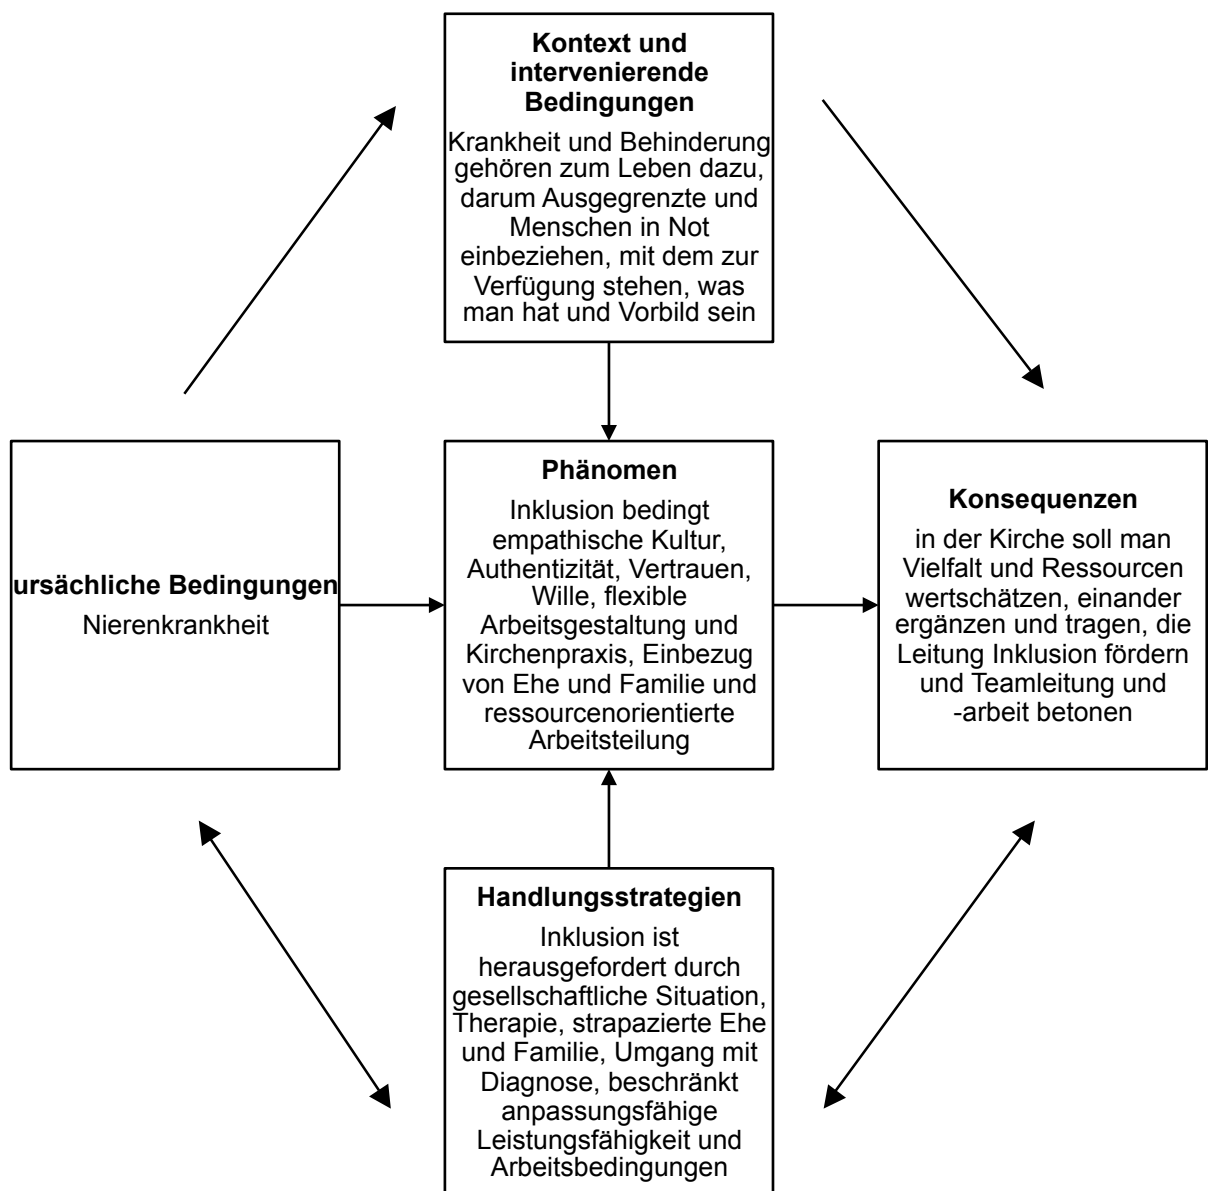 Kontext und
intervenierende
Bedingungen
Krankheit und Behinderung
gehören zum Leben dazu,
darum Ausgegrenzte und
Menschen in Not
einbeziehen, mit dem zur
Verfügung stehen, was
man hat und Vorbild sein
ursächliche Bedingungen
Nierenkrankheit
Phänomen
Inklusion bedingt
empathische Kultur,
Authentizität, Vertrauen,
Wille, flexible
Arbeitsgestaltung und
Kirchenpraxis, Einbezug
von Ehe und Familie und
ressourcenorientierte
Arbeitsteilung
Konsequenzen
in der Kirche soll man
Vielfalt und Ressourcen
wertschätzen, einander
ergänzen und tragen, die
Leitung Inklusion fördern
und Teamleitung und
-arbeit betonen
Handlungsstrategien
Inklusion ist
herausgefordert durch
gesellschaftliche Situation,
Therapie, strapazierte Ehe
und Familie, Umgang mit
Diagnose, beschränkt
anpassungsfähige
Leistungsfähigkeit und
Arbeitsbedingungen